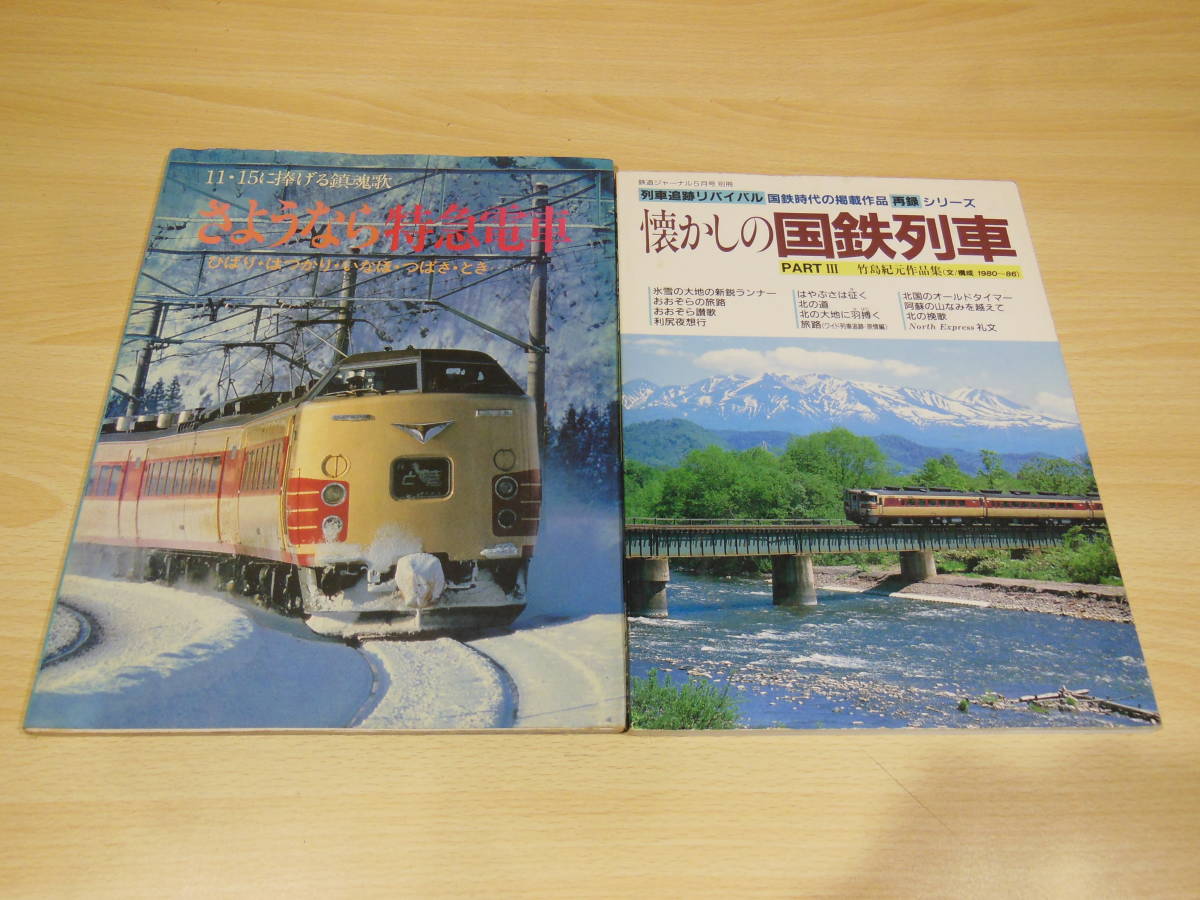 11・15に捧げる鎮魂歌
さようなら特急電車
ひばり・はつかり・いなほ・つばさ・とき
とき
鉄道ジャーナル5月号 別冊
列車追跡リバイバル 国鉄時代の掲載作品 再録 シリーズ
懐かしの国鉄列車
PART III 竹島紀元作品集(文/構成 1980—86)
氷雪の大地の新鋭ランナー
おおぞらの旅路
おおぞら讃歌
利尻夜想行
はやぶさは征く
北の道
北の大地に羽搏く
旅路(ワイド列車追跡・旅情編)
北国のオールドタイマー
阿蘇の山なみを越えて
北の挽歌
North Express 礼文